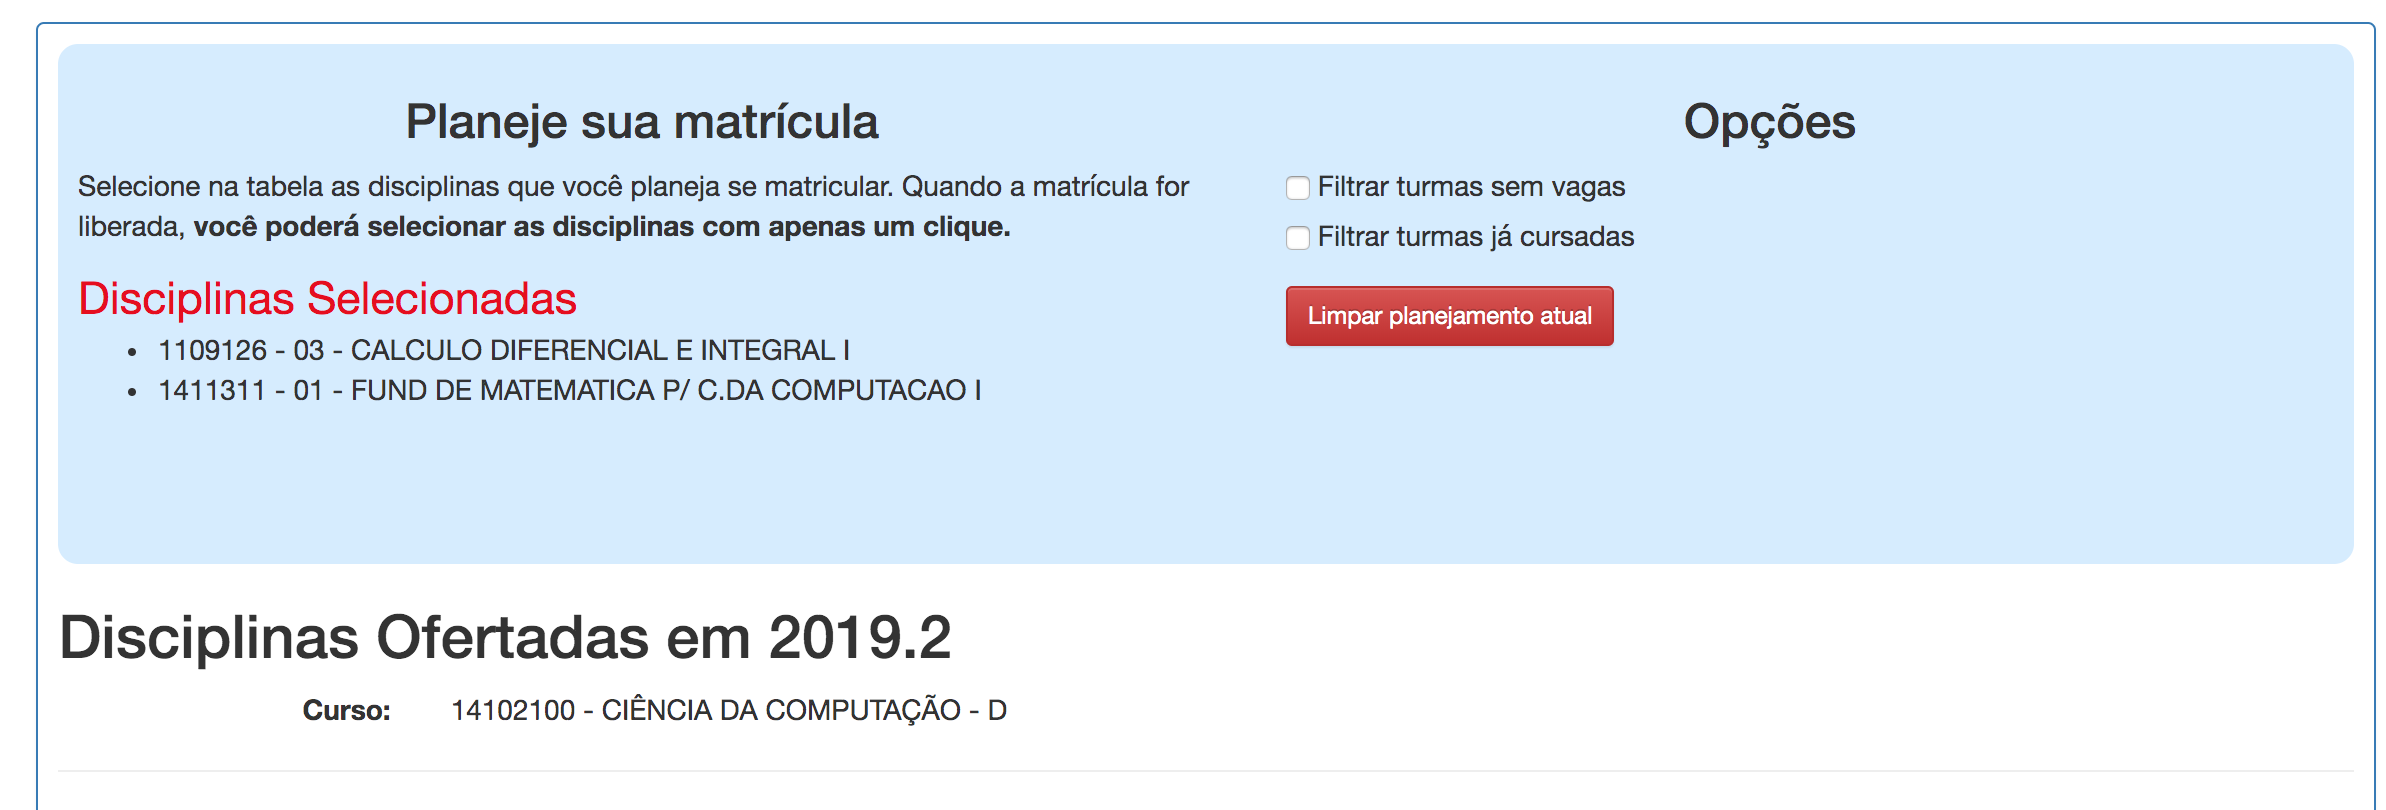 Planeje sua matrícula
Selecione na tabela as disciplinas que você planeja se matricular. Quando a matrícula for
liberada, você poderá selecionar as disciplinas com apenas um clique.
Disciplinas Selecionadas
• 1109126 - 03 - CALCULO DIFERENCIAL E INTEGRAL I
• 1411311 - 01 - FUND DE MATEMATICA P/ C.DA COMPUTACAO I
Opções
Filtrar turmas sem vagas
Filtrar turmas já cursadas
Limpar planejamento atual
Disciplinas Ofertadas em 2019.2
Curso: 14102100 - CIÊNCIA DA COMPUTAÇÃO - D